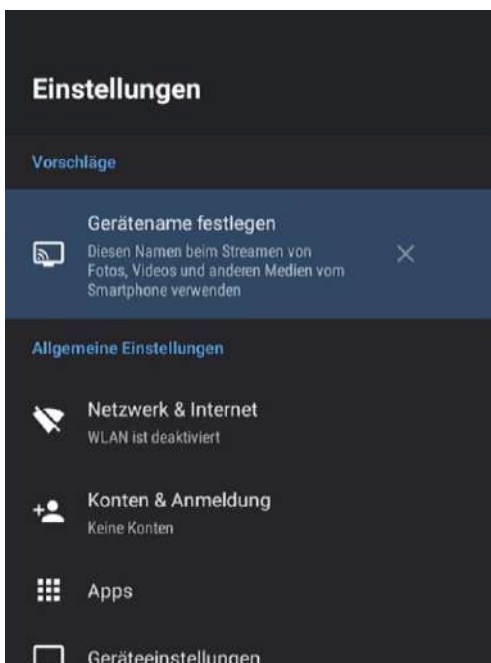 Einstellungen
Vorschläge
Gerätename festlegen
Diesen Namen beim Streamen von
Fotos, Videos und anderen Medien vom
Smartphone verwenden
Allgemeine Einstellungen
Netzwerk & Internet
WLAN ist deaktiviert
Konten & Anmeldung
Keine Konten
Apps
Geräteeinstellungen